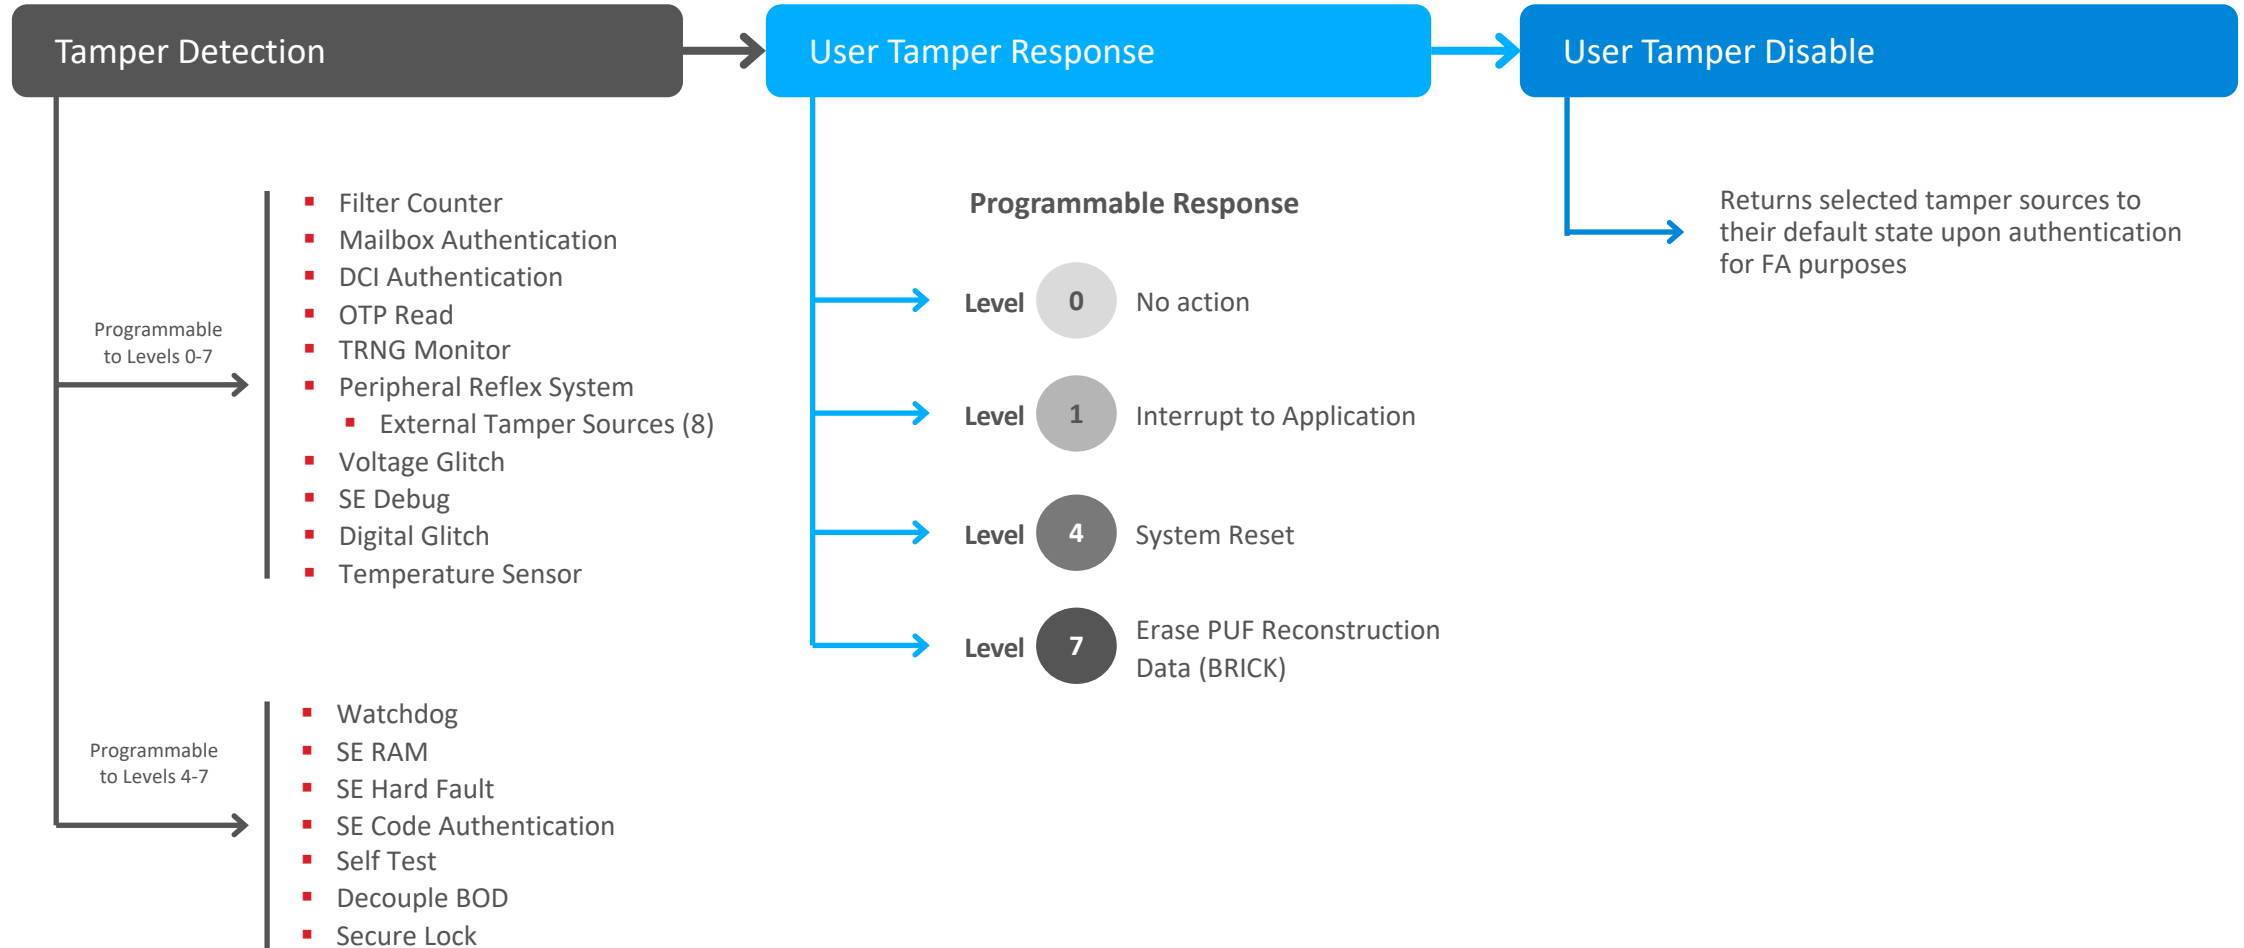 Tamper Detection
User Tamper Response
User Tamper Disable
Programmable
to Levels 0-7
Filter Counter
Mailbox Authentication
DCI Authentication
OTP Read
TRNG Monitor
Peripheral Reflex System
External Tamper Sources (8)
Voltage Glitch
SE Debug
Digital Glitch
Temperature Sensor
Programmable
to Levels 4-7
Watchdog
SE RAM
SE Hard Fault
SE Code Authentication
Self Test
Decouple BOD
Secure Lock
Programmable Response
Level 0 No action
Level 1 Interrupt to Application
Level 4 System Reset
Level 7 Erase PUF Reconstruction
Data (BRICK)
Returns selected tamper sources to
their default state upon authentication
for FA purposes